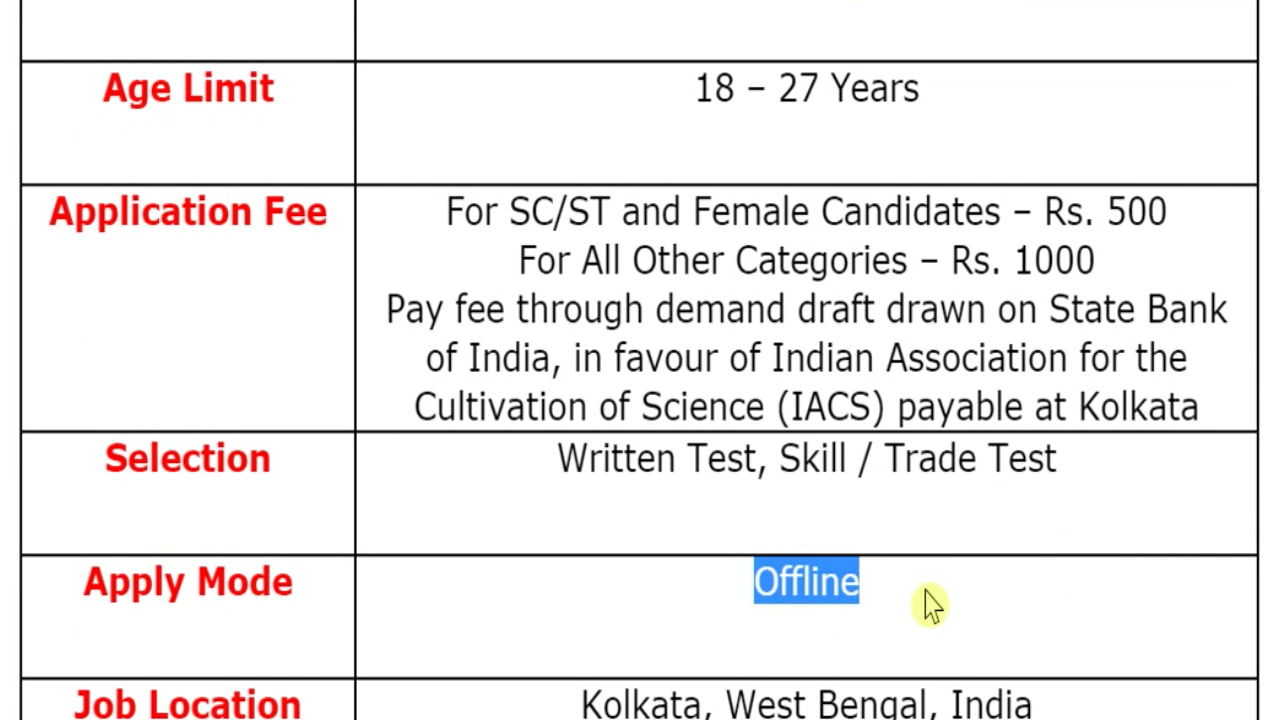 Age Limit
18 – 27 Years
Application Fee
For SC/ST and Female Candidates – Rs. 500
For All Other Categories – Rs. 1000
Pay fee through demand draft drawn on State Bank
of India, in favour of Indian Association for the
Cultivation of Science (IACS) payable at Kolkata
Selection
Written Test, Skill / Trade Test
Apply Mode
Offline
Job Location
Kolkata, West Bengal, India